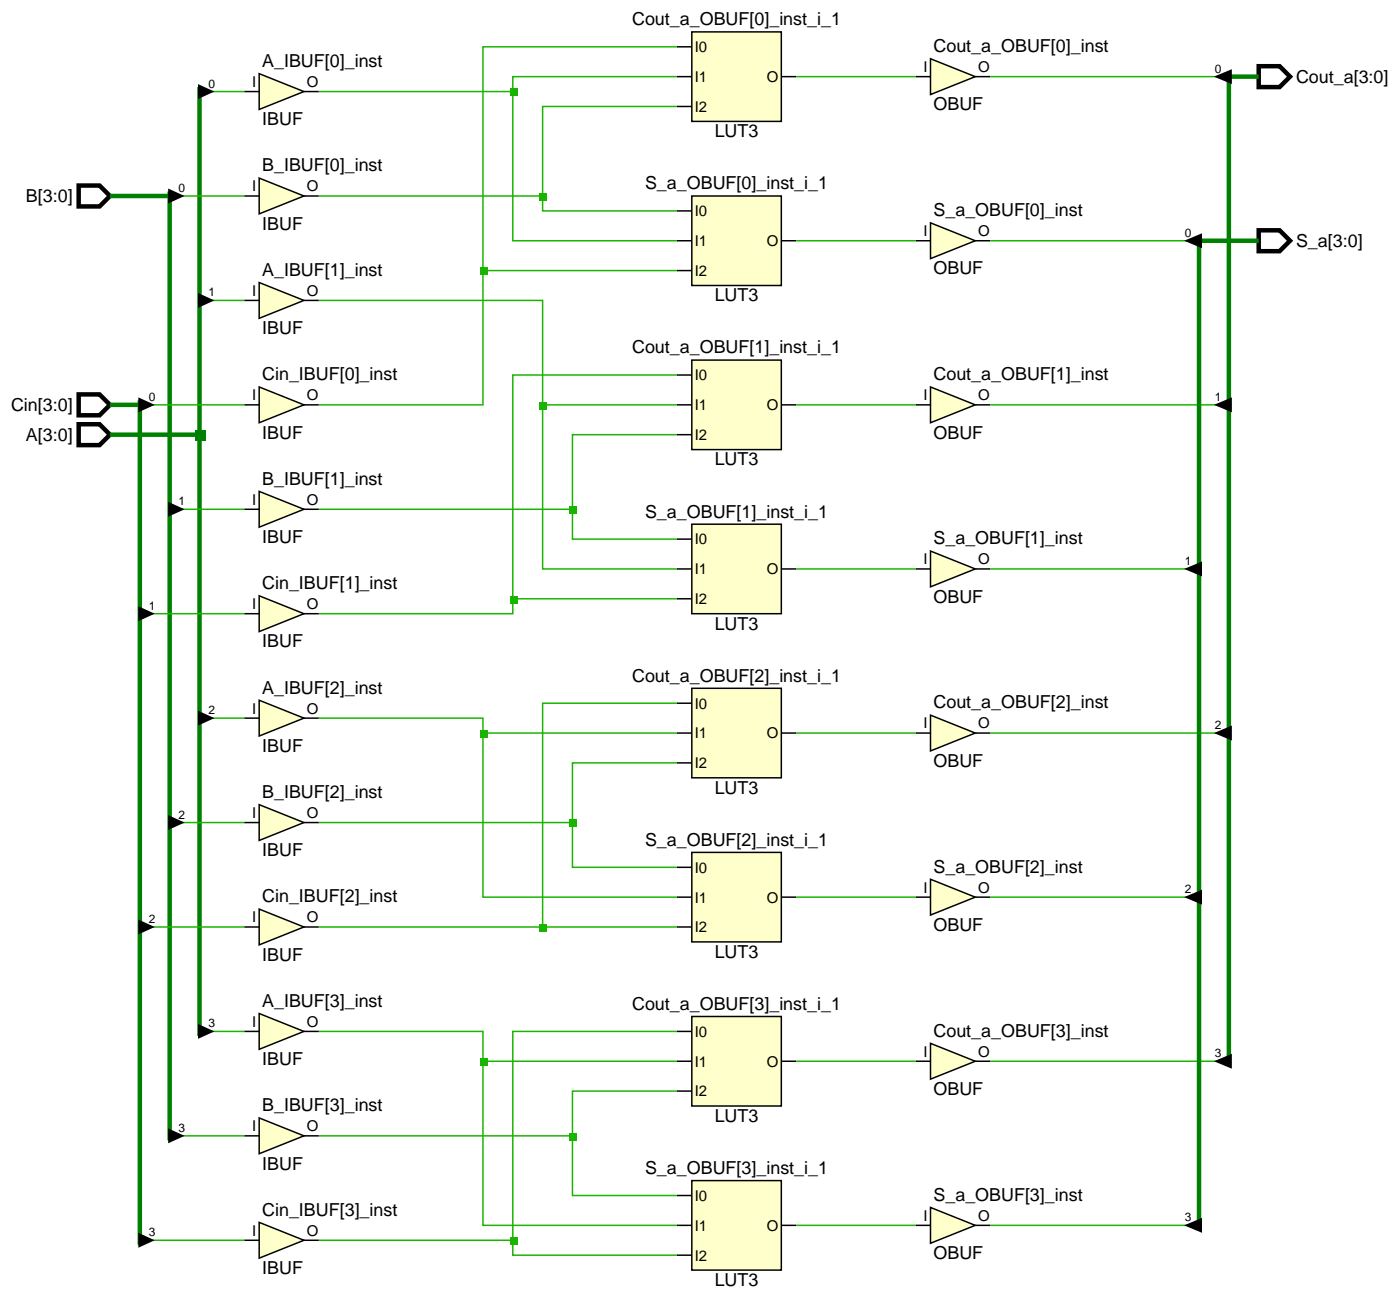 Cout_a_OBUF[0]_inst_i_1
I0
I1 O
I2
LUT3
A_IBUF[0]_inst
0 I O
IBUF
Cout_a_OBUF[0]_inst
I O 0 Cout_a[3:0]
OBUF
B_IBUF[0]_inst
B[3:0] 0 I O
IBUF
S_a_OBUF[0]_inst_i_1
I0
I1 O
I2
LUT3
S_a_OBUF[0]_inst
I O 0 S_a[3:0]
OBUF
A_IBUF[1]_inst
1 I O
IBUF
Cin_IBUF[0]_inst
Cin[3:0] 0 I O
A[3:0]
IBUF
Cout_a_OBUF[1]_inst_i_1
I0
I1 O
I2
LUT3
Cout_a_OBUF[1]_inst
I O 1
OBUF
B_IBUF[1]_inst
1 I O
IBUF
S_a_OBUF[1]_inst_i_1
I0
I1 O
I2
LUT3
S_a_OBUF[1]_inst
I O 1
OBUF
Cin_IBUF[1]_inst
1 I O
IBUF
A_IBUF[2]_inst
2 I O
IBUF
Cout_a_OBUF[2]_inst_i_1
I0
I1 O
I2
LUT3
Cout_a_OBUF[2]_inst
I O 2
OBUF
B_IBUF[2]_inst
2 I O
IBUF
S_a_OBUF[2]_inst_i_1
I0
I1 O
I2
LUT3
S_a_OBUF[2]_inst
I O 2
OBUF
Cin_IBUF[2]_inst
2 I O
IBUF
A_IBUF[3]_inst
3 I O
IBUF
Cout_a_OBUF[3]_inst_i_1
I0
I1 O
I2
LUT3
Cout_a_OBUF[3]_inst
I O 3
OBUF
B_IBUF[3]_inst
3 I O
IBUF
S_a_OBUF[3]_inst_i_1
I0
I1 O
I2
LUT3
S_a_OBUF[3]_inst
I O 3
OBUF
Cin_IBUF[3]_inst
3 I O
IBUF